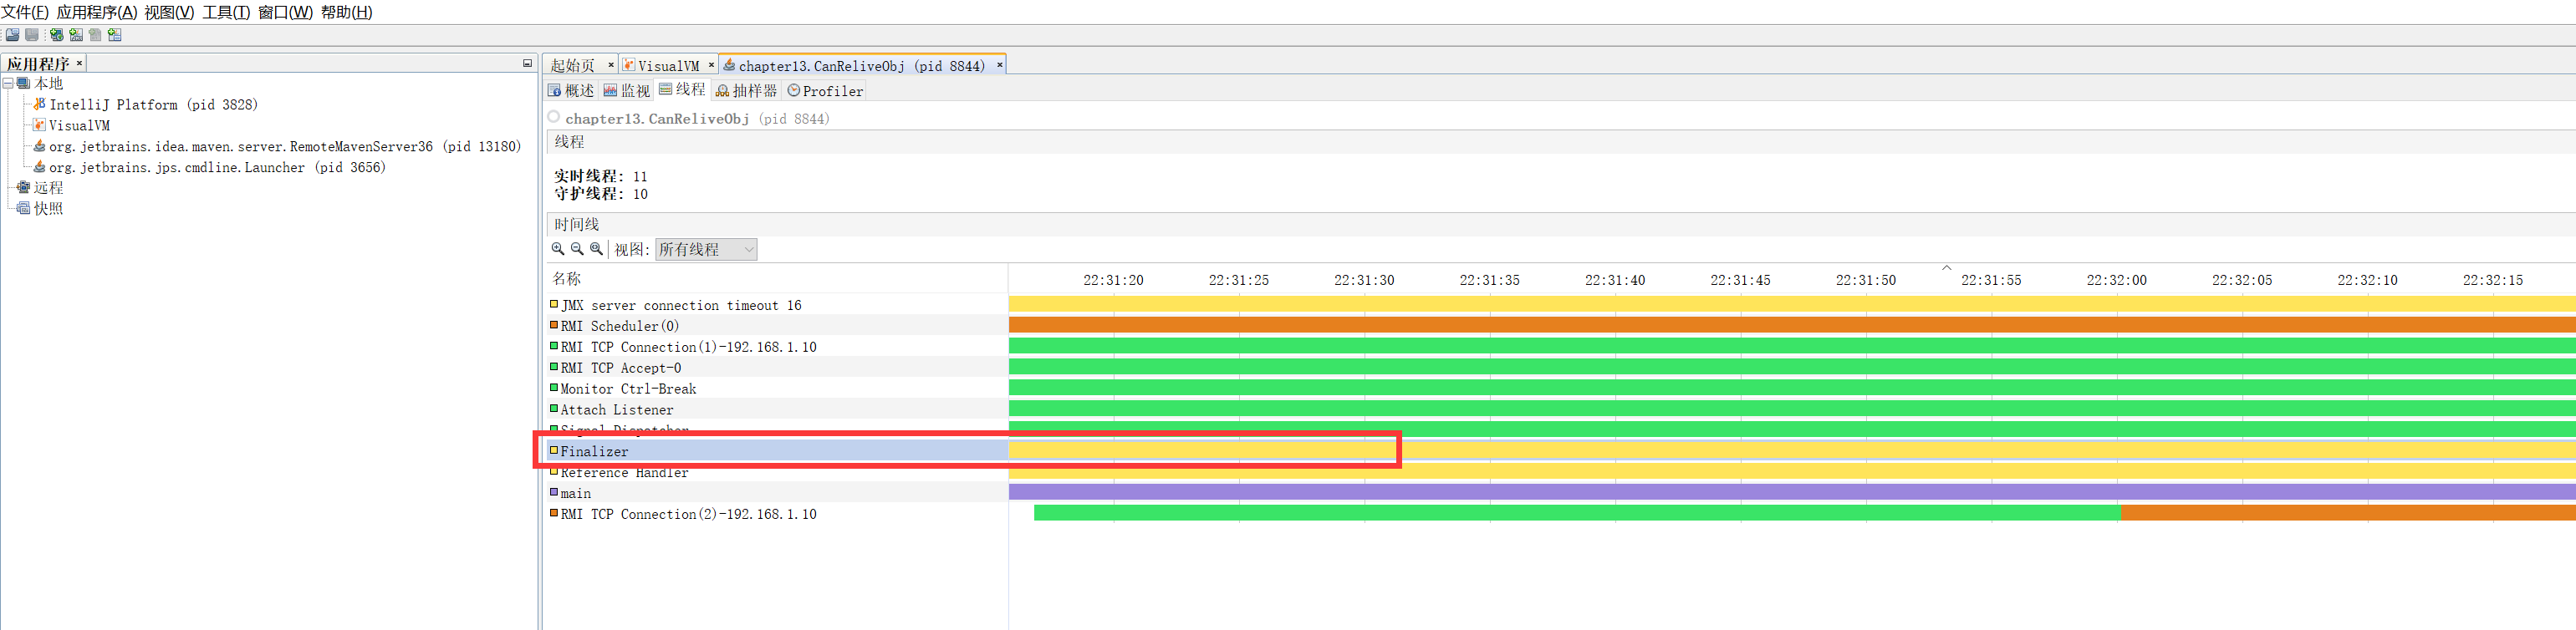 文件(F) 应用程序(A) 视图(V) 工具(T) 窗口(W) 帮助(H)
应用程序
本地
IntelliJ Platform (pid 3828)
VisualVM
org.jetbrains.idea.maven.server.RemoteMavenServer36 (pid 13180)
org.jetbrains.jps.cmdline.Launcher (pid 3656)
远程
快照
起始页 VisualVM chapter13.CanReliveObj (pid 8844)
概述 监视 线程 抽样器 Profiler
chapter13.CanReliveObj (pid 8844)
线程
实时线程: 11
守护线程: 10
时间线
视图: 所有线程
名称 22:31:20 22:31:25 22:31:30 22:31:35 22:31:40 22:31:45 22:31:50 22:31:55 22:32:00 22:32:05 22:32:10 22:32:15
JMX server connection timeout 16
RMI Scheduler(0)
RMI TCP Connection(1)-192.168.1.10
RMI TCP Accept-0
Monitor Ctrl-Break
Attach Listener
Signal Dispatcher
Finalizer
Reference Handler
main
RMI TCP Connection(2)-192.168.1.10